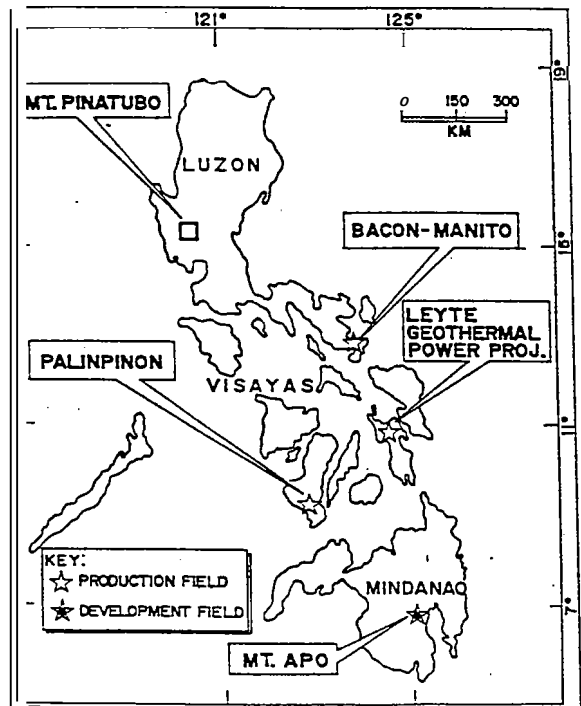 121° 125°
19°
MT. PINATUBO
0 150 300
KM
LUZON
BACON-MANITO
15°
LEYTE
GEOTHERMAL
POWER PROJ.
PALINPINON
VISAYAS
11°
KEY:
PRODUCTION FIELD
DEVELOPMENT FIELD
MINDANAO
7°
MT. APO